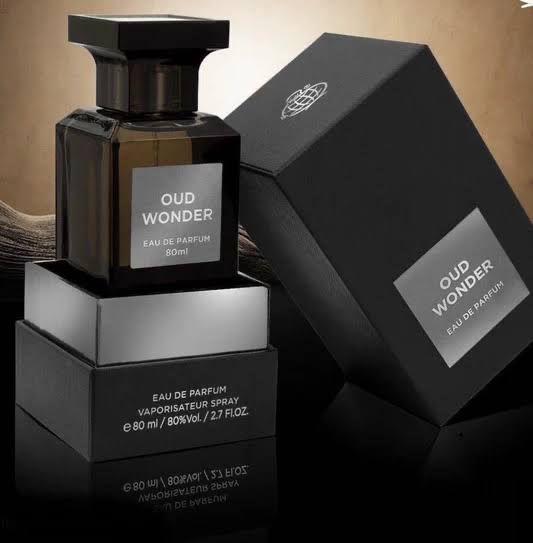 OUD
WONDER
EAU DE PARFUM
80ml
OUD
WONDER
EAU DE PARFUM
EAU DE PARFUM
VAPORISATEUR SPRAY
e 80 ml / 80%Vol. / 2.7 Fl.OZ.